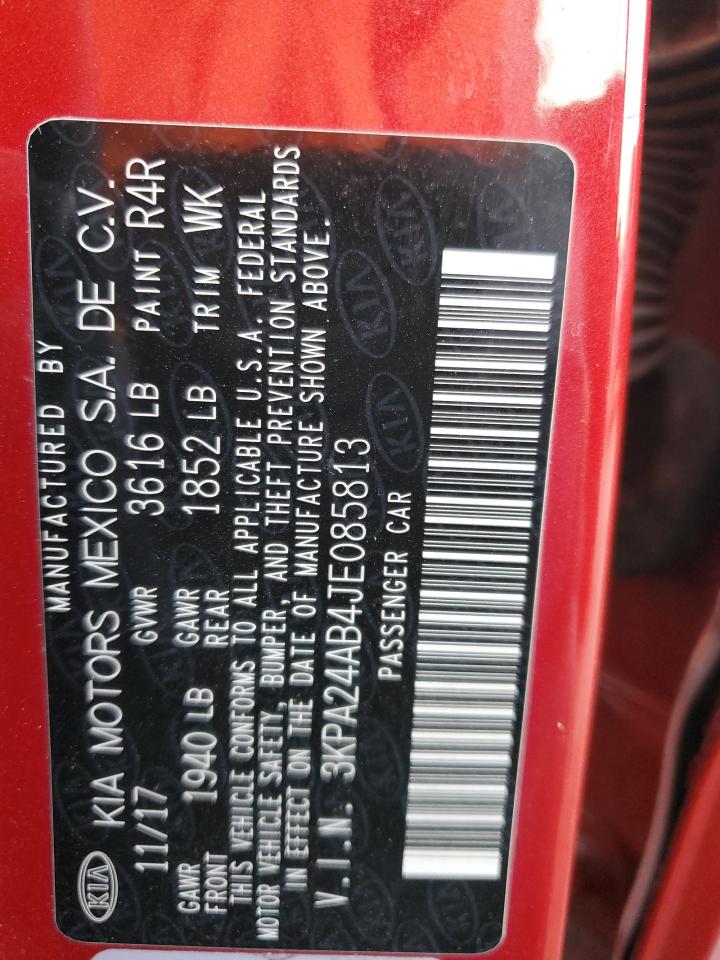 MANUFACTURED BY
KIA KIA MOTORS MEXICO S.A. DE C.V.
11/17 GVWR 3616 LB PAINT R4R
GAWR FRONT 1940 LB GAWR REAR 1852 LB TRIM WK
THIS VEHICLE CONFORMS TO ALL APPLICABLE U.S.A. FEDERAL
MOTOR VEHICLE SAFETY, BUMPER, AND THEFT PREVENTION STANDARDS
IN EFFECT ON THE DATE OF MANUFACTURE SHOWN ABOVE.
V.I.N. 3KPA24AB4JE085813
PASSENGER CAR